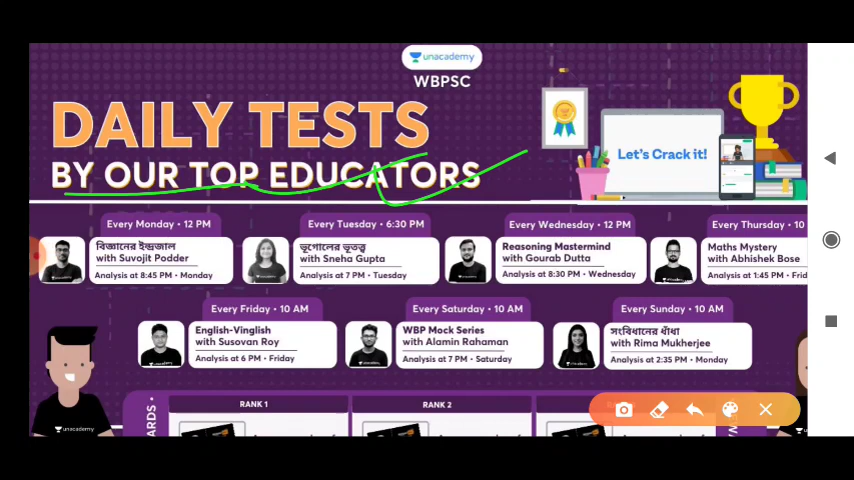 unacademy
WBPSC
DAILY TESTS
BY OUR TOP EDUCATORS
Let's Crack it!
Every Monday • 12 PM
বিজ্ঞানের ইন্দ্রজাল
with Suvojit Podder
Analysis at 8:45 PM • Monday
Every Tuesday • 6:30 PM
ভূগোলের ভূতত্ত্ব
with Sneha Gupta
Analysis at 7 PM • Tuesday
Every Wednesday • 12 PM
Reasoning Mastermind
with Gourab Dutta
Analysis at 8:30 PM • Wednesday
Every Thursday • 10
Maths Mystery
with Abhishek Bose
Analysis at 1:45 PM • Frid
Every Friday • 10 AM
English-Vinglish
with Susovan Roy
Analysis at 6 PM • Friday
Every Saturday • 10 AM
WBP Mock Series
with Alamin Rahaman
Analysis at 7 PM • Saturday
Every Sunday • 10 AM
সংবিধানের ধাঁধা
with Rima Mukherjee
Analysis at 2:35 PM • Monday
unacademy
RANK 1
RANK 2